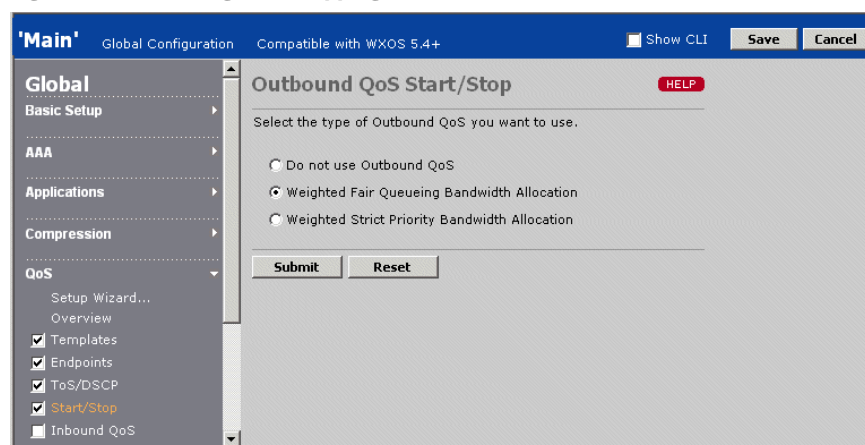 'Main' Global Configuration Compatible with WXOS 5.4+ Show CLI Save Cancel
Global
Basic Setup
AAA
Applications
Compression
QoS
Setup Wizard...
Overview
Templates
Endpoints
ToS/DSCP
Start/Stop
Inbound QoS
Outbound QoS Start/Stop HELP
Select the type of Outbound QoS you want to use.
Do not use Outbound QoS
Weighted Fair Queueing Bandwidth Allocation
Weighted Strict Priority Bandwidth Allocation
Submit Reset